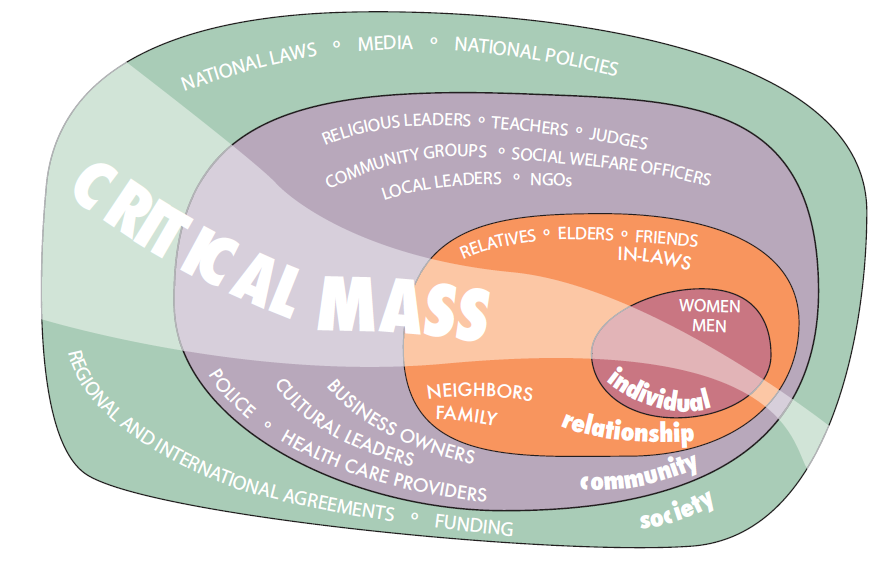 NATIONAL LAWS ° MEDIA ° NATIONAL POLICIES
RELIGIOUS LEADERS ° TEACHERS ° JUDGES
COMMUNITY GROUPS ° SOCIAL WELFARE OFFICERS
LOCAL LEADERS ° NGOs
CRITICAL MASS
RELATIVES ° ELDERS ° FRIENDS
IN-LAWS
WOMEN
MEN
individual
NEIGHBORS
FAMILY
relationship
BUSINESS OWNERS
CULTURAL LEADERS
POLICE ° HEALTH CARE PROVIDERS
community
REGIONAL AND INTERNATIONAL AGREEMENTS ° FUNDING
society